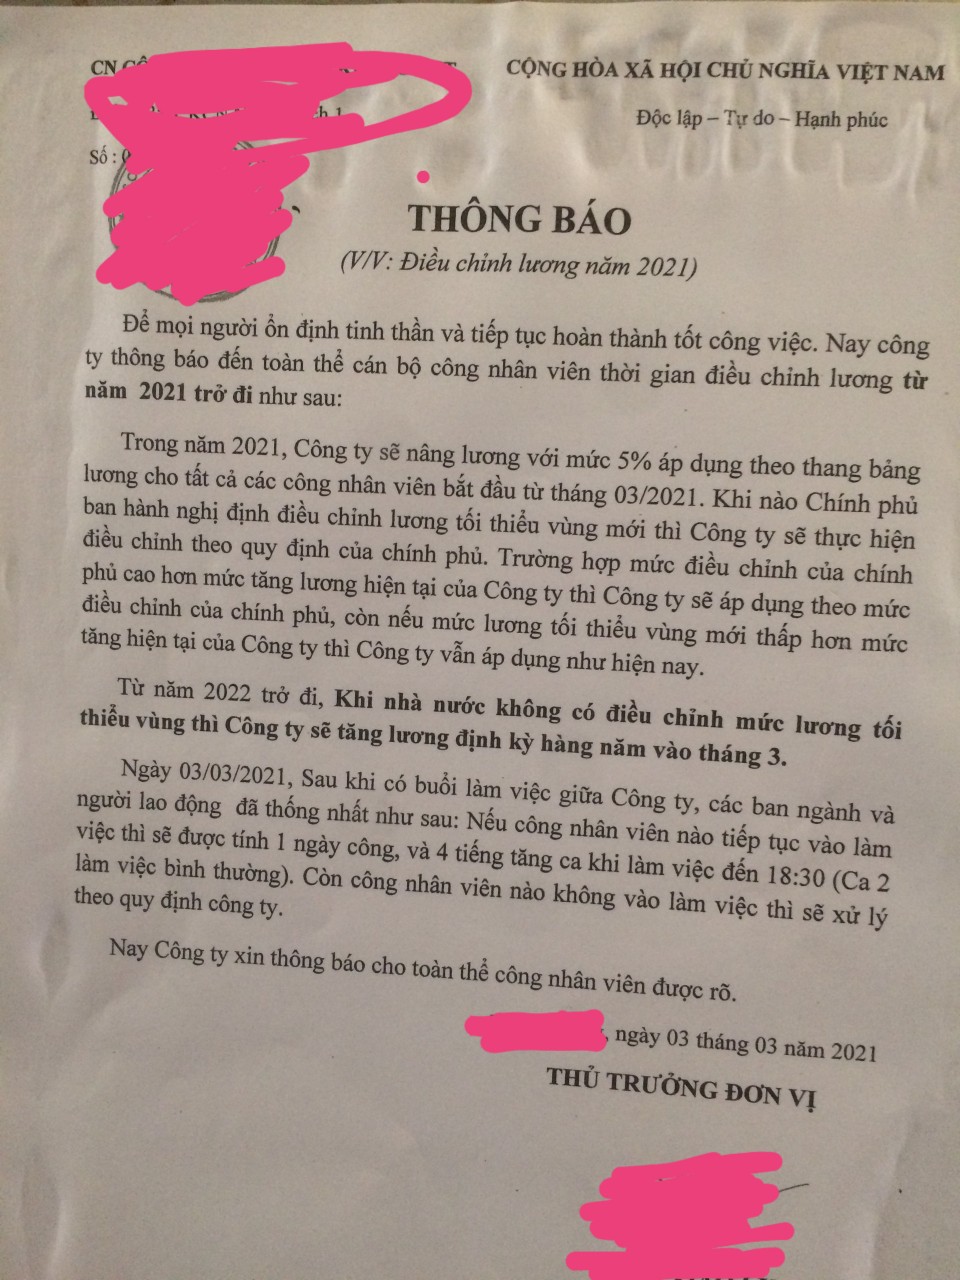 CN
CỘNG HÒA XÃ HỘI CHỦ NGHĨA VIỆT NAM
Độc lập – Tự do – Hạnh phúc
Số :
THÔNG BÁO
(V/V: Điều chỉnh lương năm 2021)
Để mọi người ổn định tinh thần và tiếp tục hoàn thành tốt công việc. Nay công
ty thông báo đến toàn thể cán bộ công nhân viên thời gian điều chỉnh lương từ
năm 2021 trở đi như sau:
Trong năm 2021, Công ty sẽ nâng lương với mức 5% áp dụng theo thang bảng
lương cho tất cả các công nhân viên bắt đầu từ tháng 03/2021. Khi nào Chính phủ
ban hành nghị định điều chỉnh lương tối thiểu vùng mới thì Công ty sẽ thực hiện
điều chỉnh theo quy định của chính phủ. Trường hợp mức điều chỉnh của chính
phủ cao hơn mức tăng lương hiện tại của Công ty thì Công ty sẽ áp dụng theo mức
điều chỉnh của chính phủ, còn nếu mức lương tối thiểu vùng mới thấp hơn mức
tăng hiện tại của Công ty thì Công ty vẫn áp dụng như hiện nay.
Từ năm 2022 trở đi, Khi nhà nước không có điều chỉnh mức lương tối
thiểu vùng thì Công ty sẽ tăng lương định kỳ hàng năm vào tháng 3.
Ngày 03/03/2021, Sau khi có buổi làm việc giữa Công ty, các ban ngành và
người lao động đã thống nhất như sau: Nếu công nhân viên nào tiếp tục vào làm
việc thì sẽ được tính 1 ngày công, và 4 tiếng tăng ca khi làm việc đến 18:30 (Ca 2
làm việc bình thường). Còn công nhân viên nào không vào làm việc thì sẽ xử lý
theo quy định công ty.
Nay Công ty xin thông báo cho toàn thể công nhân viên được rõ.
, ngày 03 tháng 03 năm 2021
THỦ TRƯỞNG ĐƠN VỊ